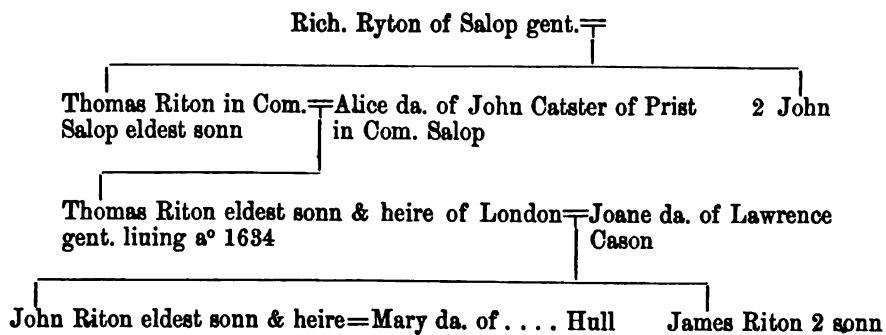 Rich. Ryton of Salop gent.=
Thomas Riton in Com.=Alice da. of John Catster of Prist 2 John
Salop eldest sonn in Com. Salop
Thomas Riton eldest sonn & heire of London=Joane da. of Lawrence
gent. liuing aº 1634 Cason
John Riton eldest sonn & heire=Mary da. of .... Hull James Riton 2 sonn